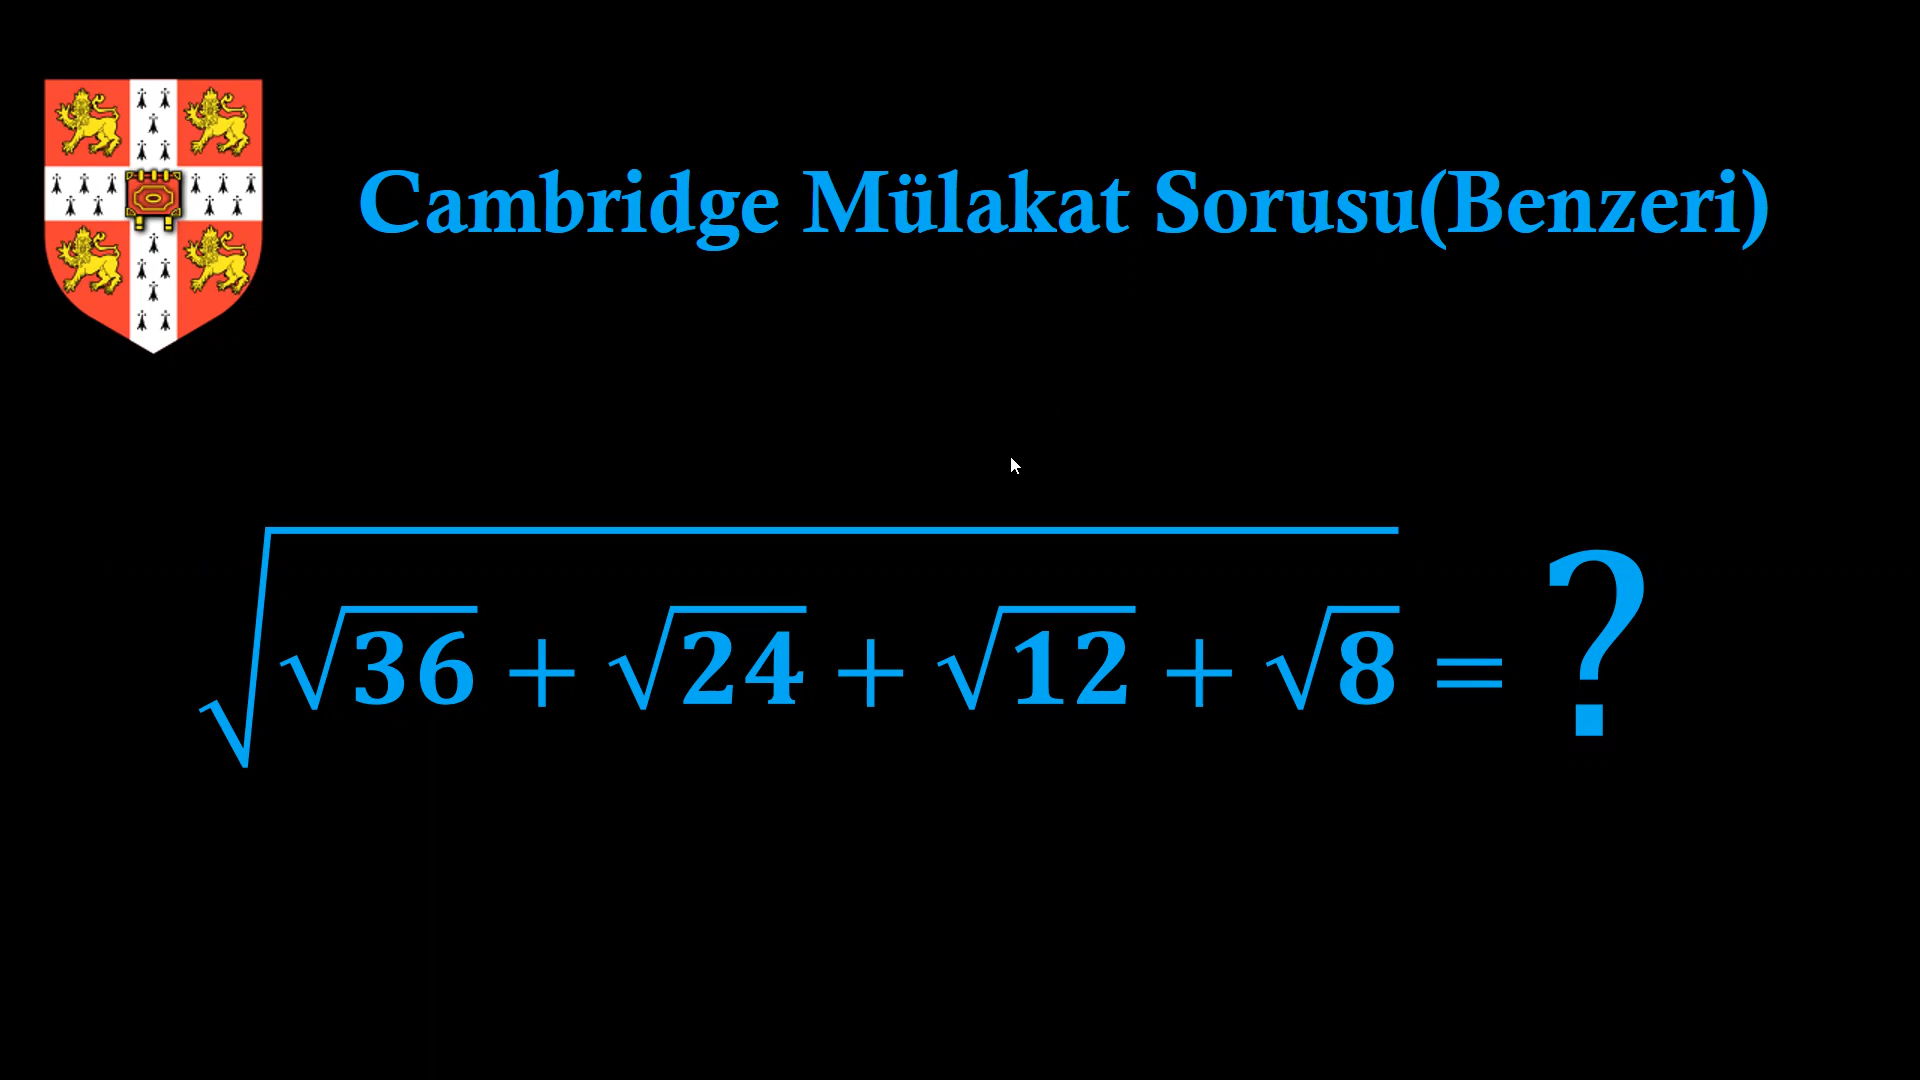 Cambridge Mülakat Sorusu(Benzeri)
√(√36 + √24 + √12 + √8) = ?